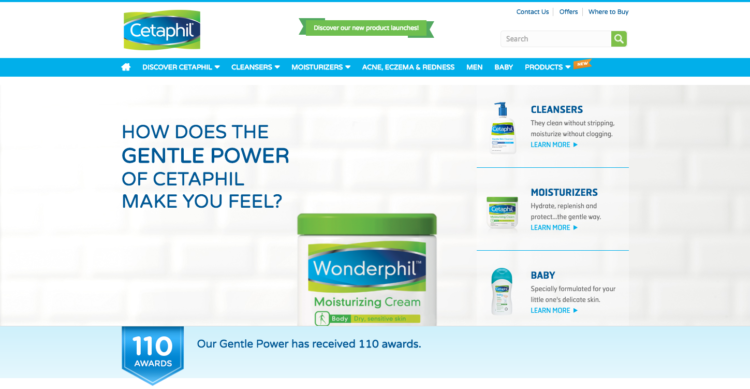 Contact Us
Offers
Where to Buy
Cetaphil
Discover our new product launches!
Search
DISCOVER CETAPHIL
CLEANSERS
MOISTURIZERS
ACNE, ECZEMA & REDNESS
MEN
BABY
PRODUCTS
NEW
HOW DOES THE
GENTLE POWER
OF CETAPHIL
MAKE YOU FEEL?
Wonderphil™
Moisturizing Cream
Body Dry, sensitive skin
Cetaphil
CLEANSERS
They clean without stripping,
moisturize without clogging.
LEARN MORE
Cetaphil
MOISTURIZERS
Hydrate, replenish and
protect...the gentle way.
LEARN MORE
BABY
Specially formulated for your
little one's delicate skin.
LEARN MORE
110
AWARDS
Our Gentle Power has received 110 awards.